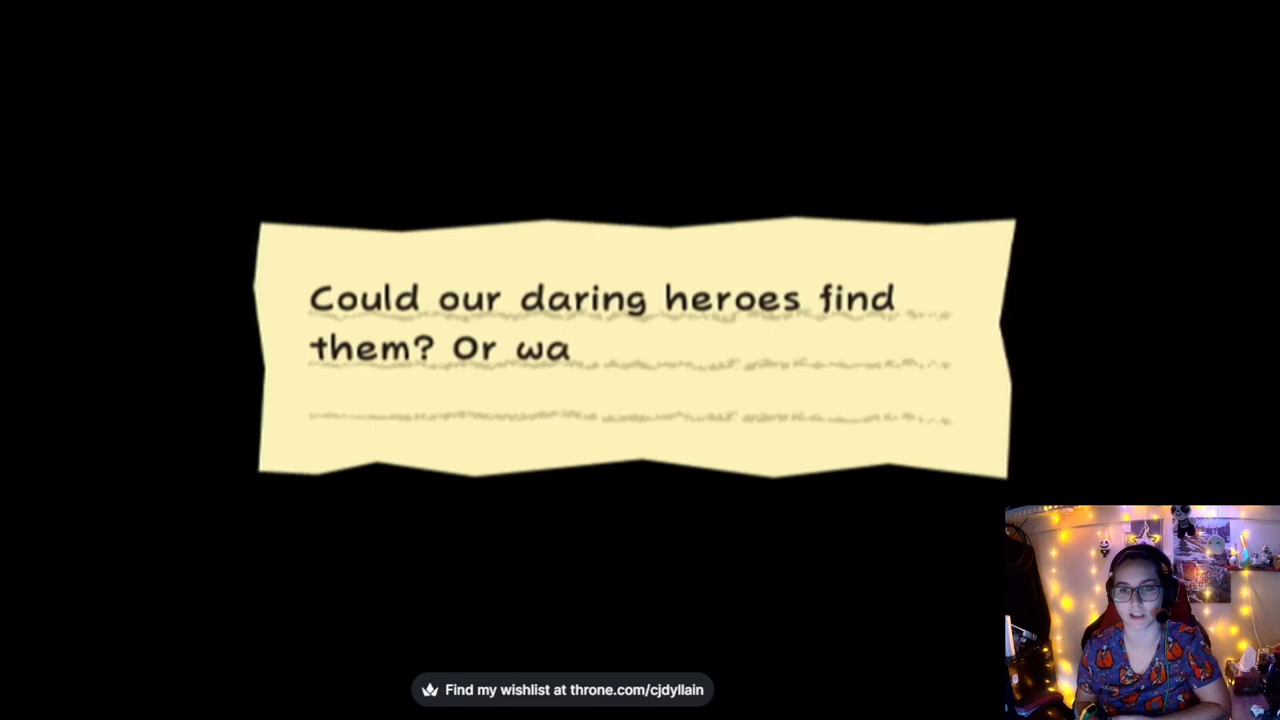 Could our daring heroes find
them? Or wa
Find my wishlist at throne.com/cjdyllain